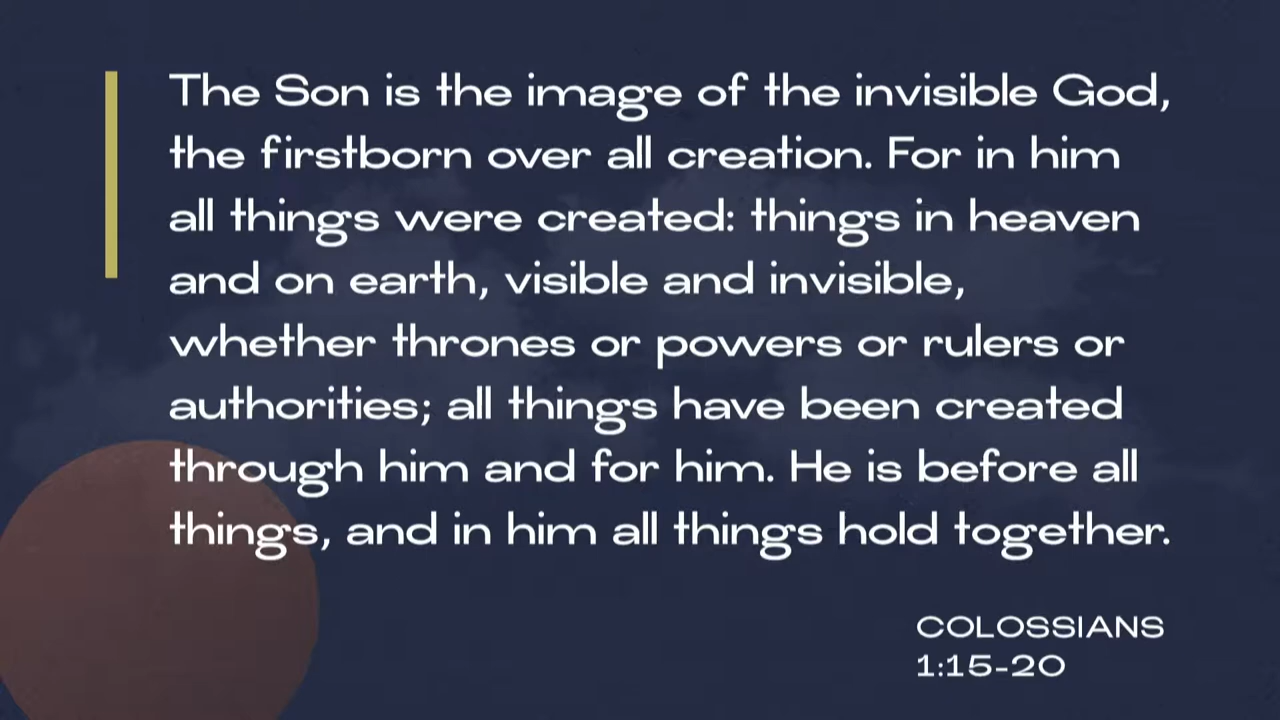 The Son is the image of the invisible God,
the firstborn over all creation. For in him
all things were created: things in heaven
and on earth, visible and invisible,
whether thrones or powers or rulers or
authorities; all things have been created
through him and for him. He is before all
things, and in him all things hold together.
COLOSSIANS
1:15-20